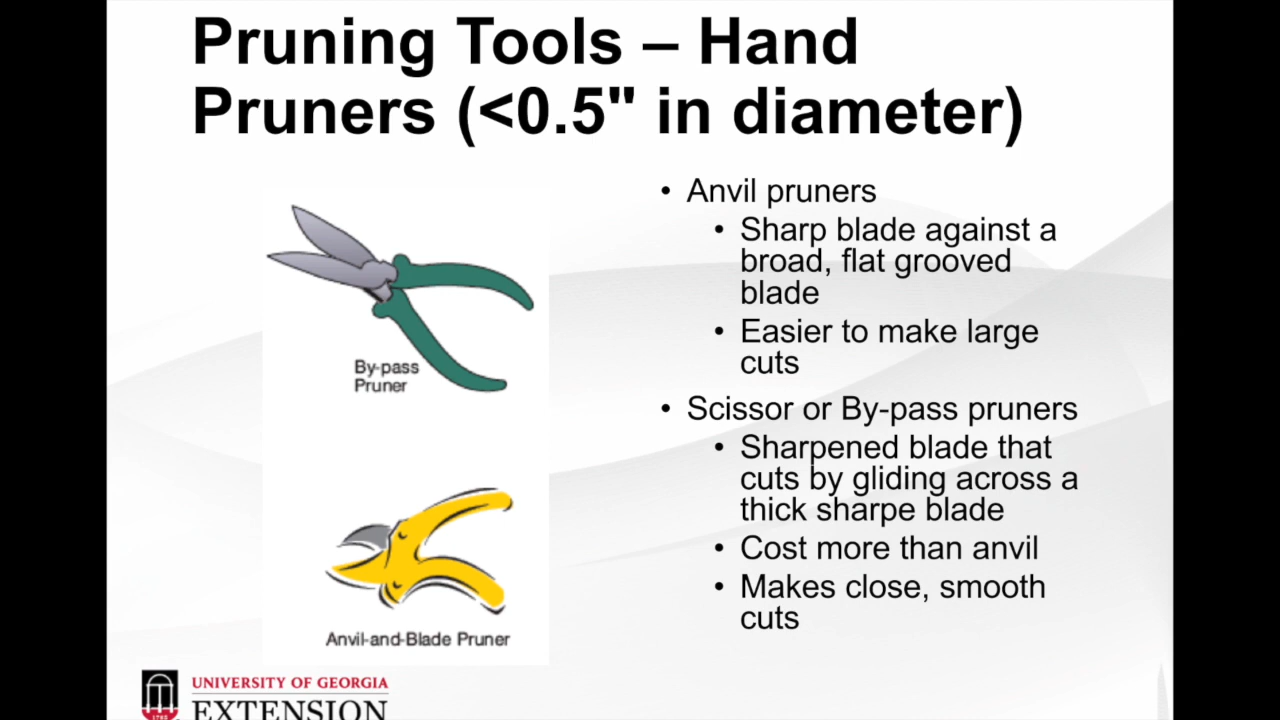 Pruning Tools – Hand
Pruners (<0.5" in diameter)
By-pass
Pruner
Anvil-and-Blade Pruner
• Anvil pruners
• Sharp blade against a
broad, flat grooved
blade
• Easier to make large
cuts
• Scissor or By-pass pruners
• Sharpened blade that
cuts by gliding across a
thick sharpe blade
• Cost more than anvil
• Makes close, smooth
cuts
1785
UNIVERSITY OF GEORGIA
EXTENSION